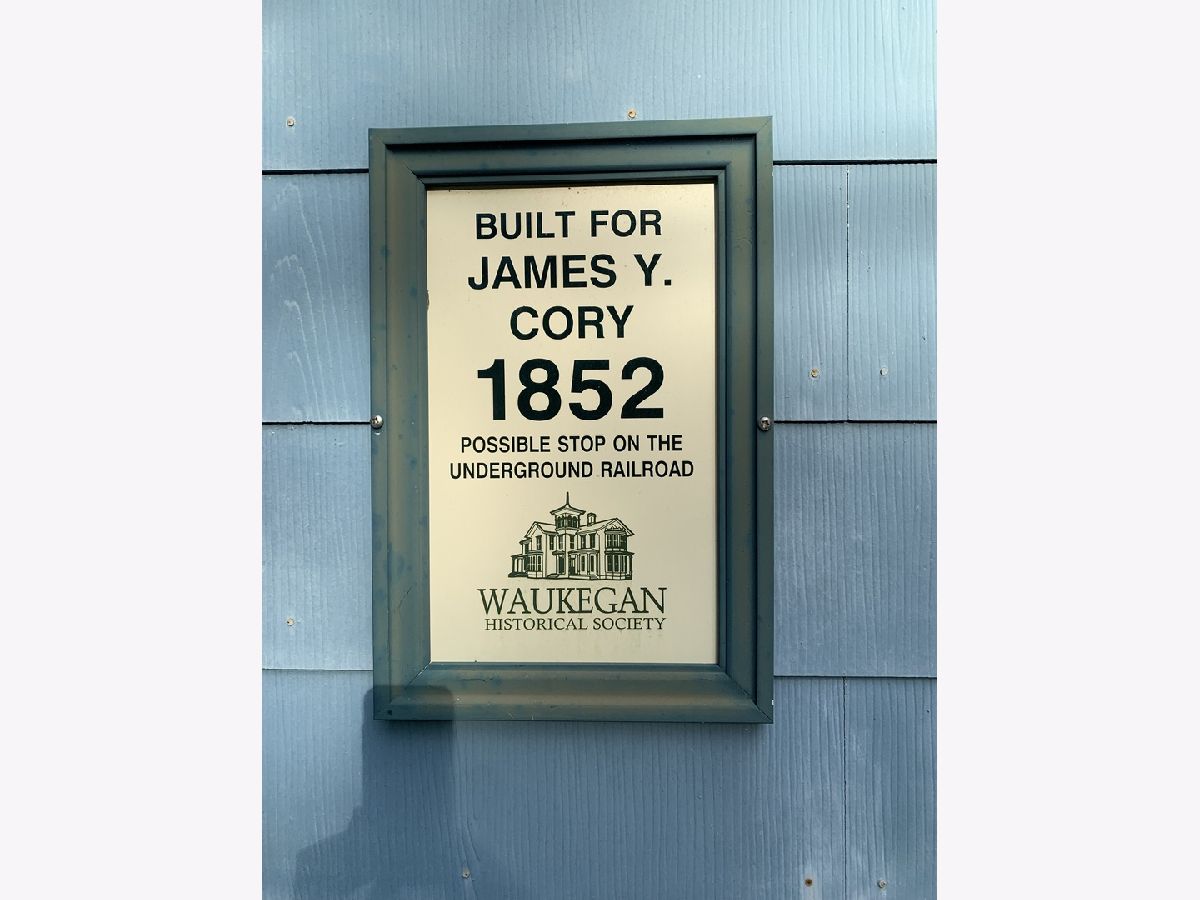 BUILT FOR
JAMES Y.
CORY
1852
POSSIBLE STOP ON THE
UNDERGROUND RAILROAD
WAUKEGAN
HISTORICAL SOCIETY